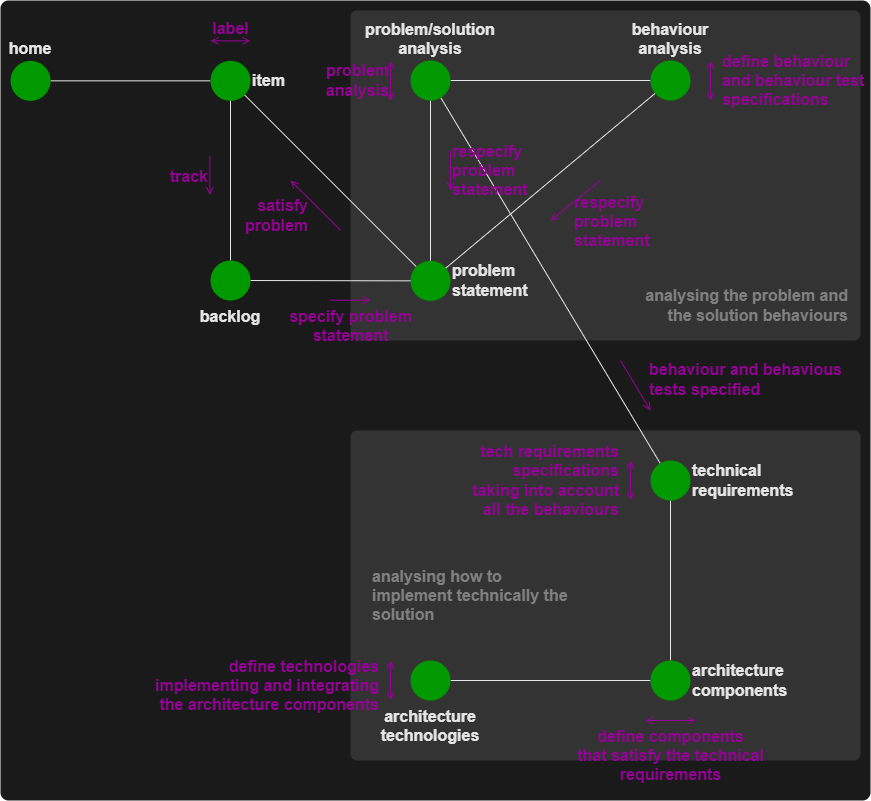 label
home
item
problem/solution
analysis
behaviour
analysis
problem
analysis
define behaviour
and behaviour test
specifications
track
satisfy
problem
respecify
problem
statement
respecify
problem
statement
problem
statement
backlog
specify problem
statement
analysing the problem and
the solution behaviours
behaviour and behavious
tests specified
tech requirements
specifications
taking into account
all the behaviours
technical
requirements
analysing how to
implement technically the
solution
define technologies
implementing and integrating
the architecture components
architecture
technologies
architecture
components
define components
that satisfy the technical
requirements